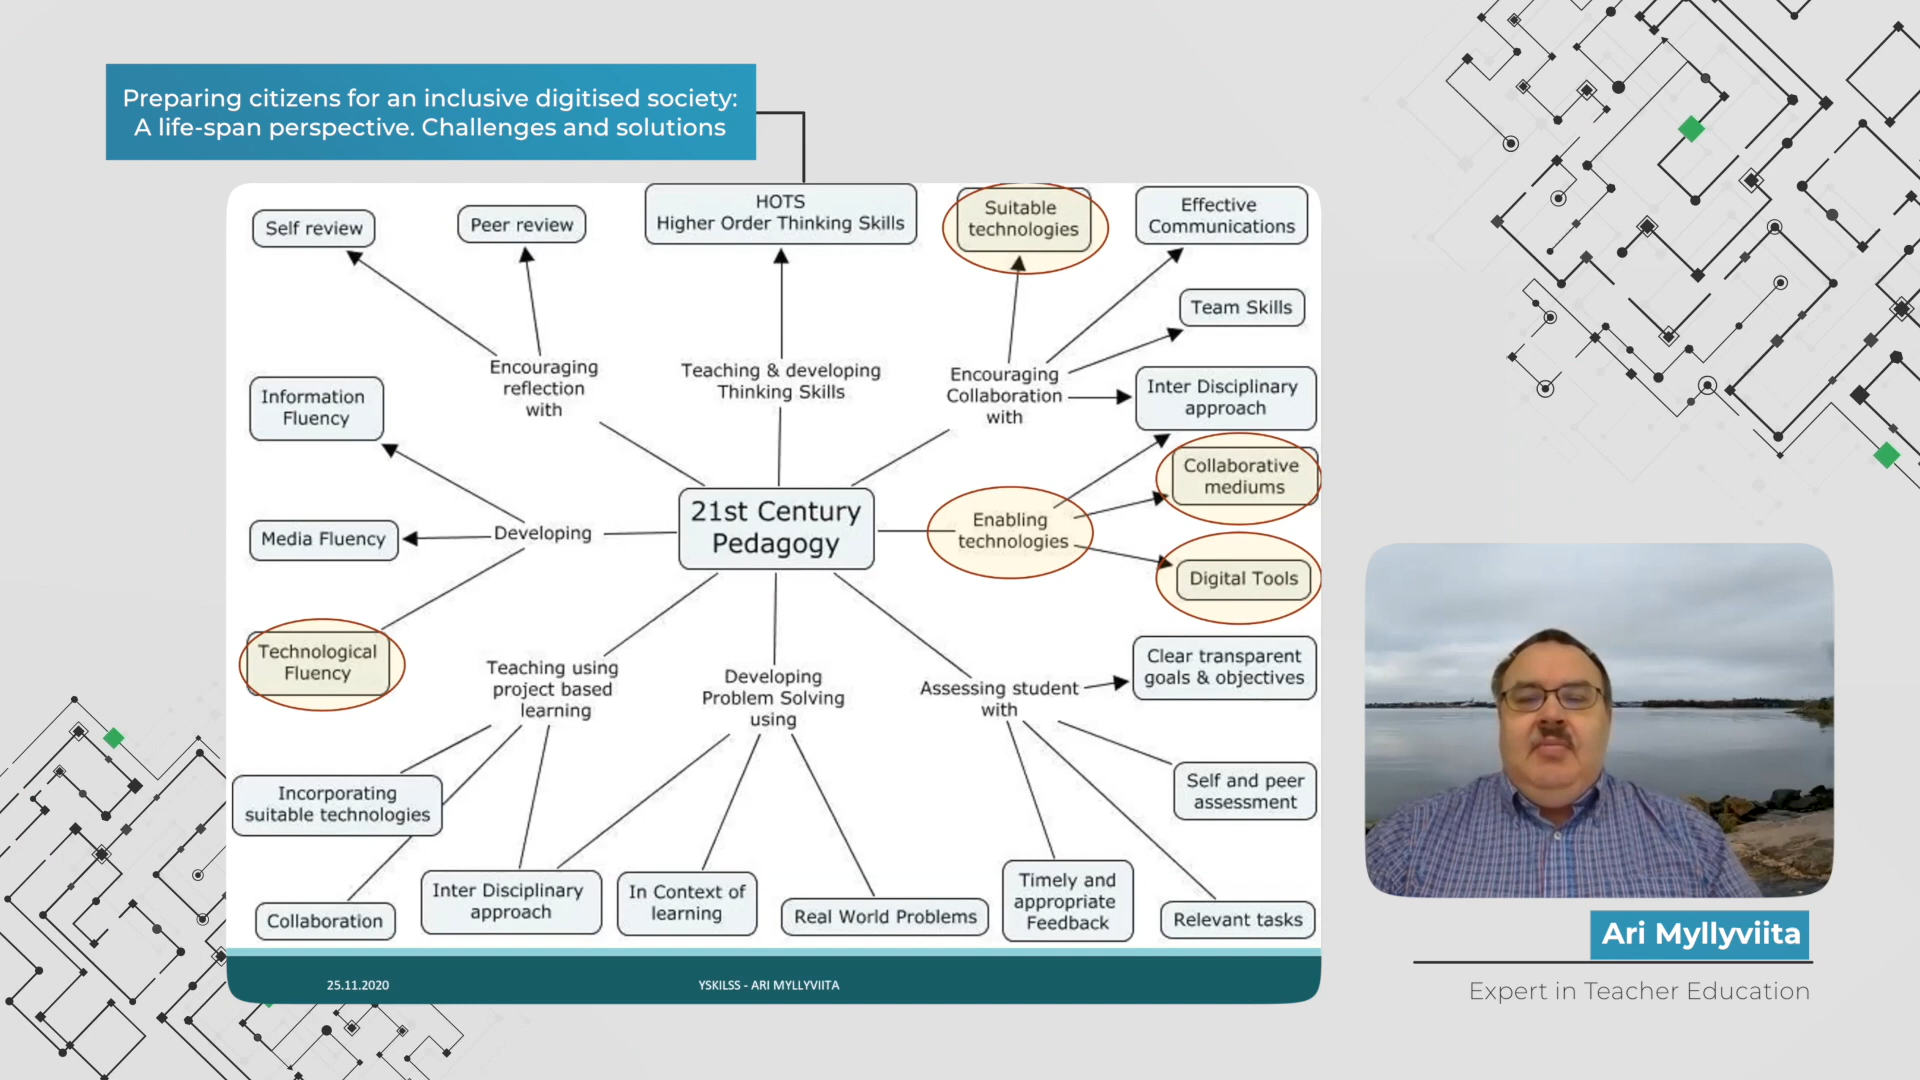 Preparing citizens for an inclusive digitised society:
A life-span perspective. Challenges and solutions
Self review
Peer review
HOTS
Higher Order Thinking Skills
Suitable
technologies
Effective
Communications
Team Skills
Encouraging
reflection
with
Teaching & developing
Thinking Skills
Encouraging
Collaboration
with
Inter Disciplinary
approach
Information
Fluency
Collaborative
mediums
21st Century
Pedagogy
Enabling
technologies
Developing
Media Fluency
Digital Tools
Technological
Fluency
Teaching using
project based
learning
Developing
Problem Solving
using
Assessing student
with
Clear transparent
goals & objectives
Incorporating
suitable technologies
Self and peer
assessment
Collaboration
Inter Disciplinary
approach
In Context of
learning
Real World Problems
Timely and
appropriate
Feedback
Relevant tasks
25.11.2020
YSKILSS - ARI MYLLYVIITA
Ari Myllyviita
Expert in Teacher Education